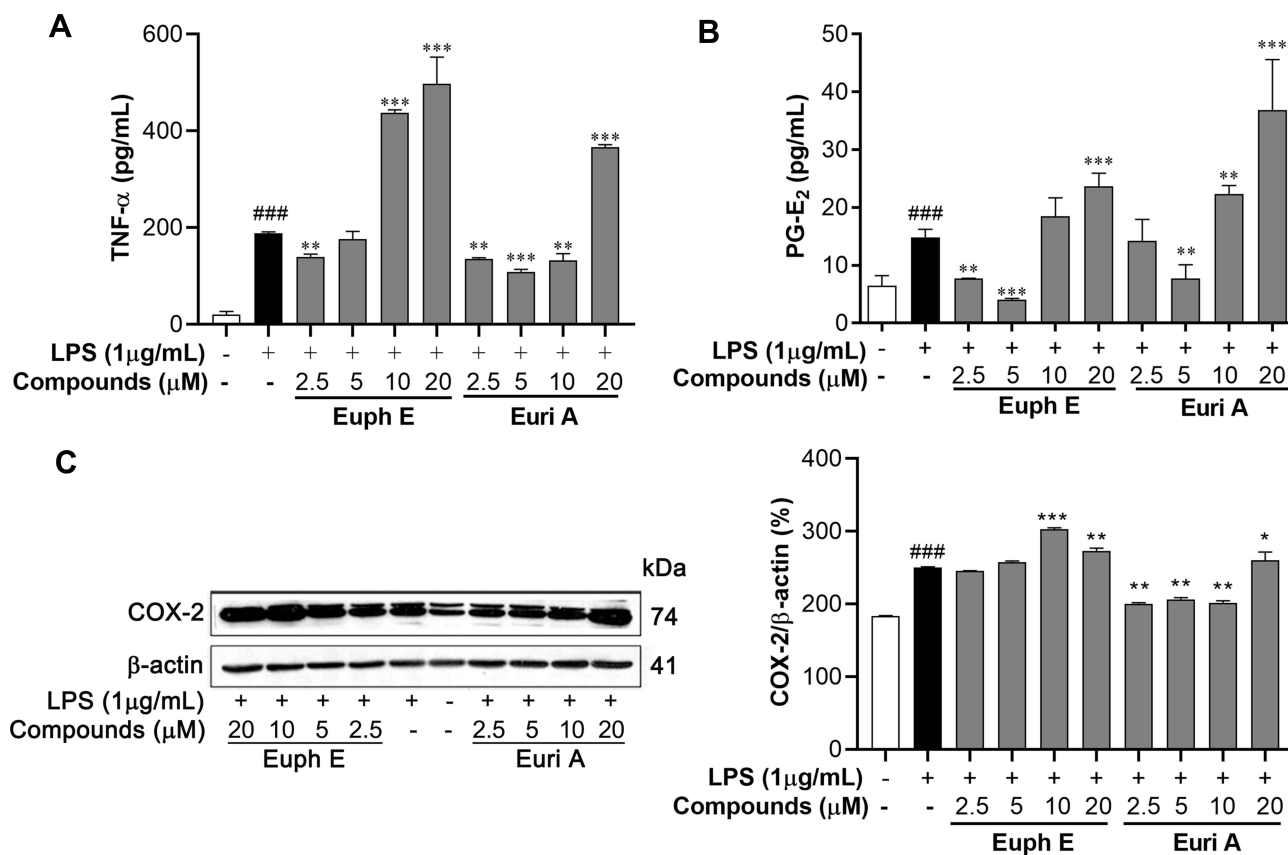 A
TNF-α (pg/mL)
600
400
200
0
###
**
***
***
**
***
**
***
LPS (1μg/mL) - + + + + + + + + +
Compounds (μM) - - 2.5 5 10 20 2.5 5 10 20
Euph E Euri A
B
PG-E₂ (pg/mL)
50
40
30
20
10
0
###
**
***
***
**
**
***
LPS (1μg/mL) - + + + + + + + + +
Compounds (μM) - - 2.5 5 10 20 2.5 5 10 20
Euph E Euri A
C
kDa
COX-2 74
β-actin 41
LPS (1μg/mL) + + + + + - + + + +
Compounds (μM) 20 10 5 2.5 - - 2.5 5 10 20
Euph E Euri A
COX-2/β-actin (%)
400
300
200
100
0
###
***
**
**
**
**
*
LPS (1μg/mL) - + + + + + + + + +
Compounds (μM) - - 2.5 5 10 20 2.5 5 10 20
Euph E Euri A